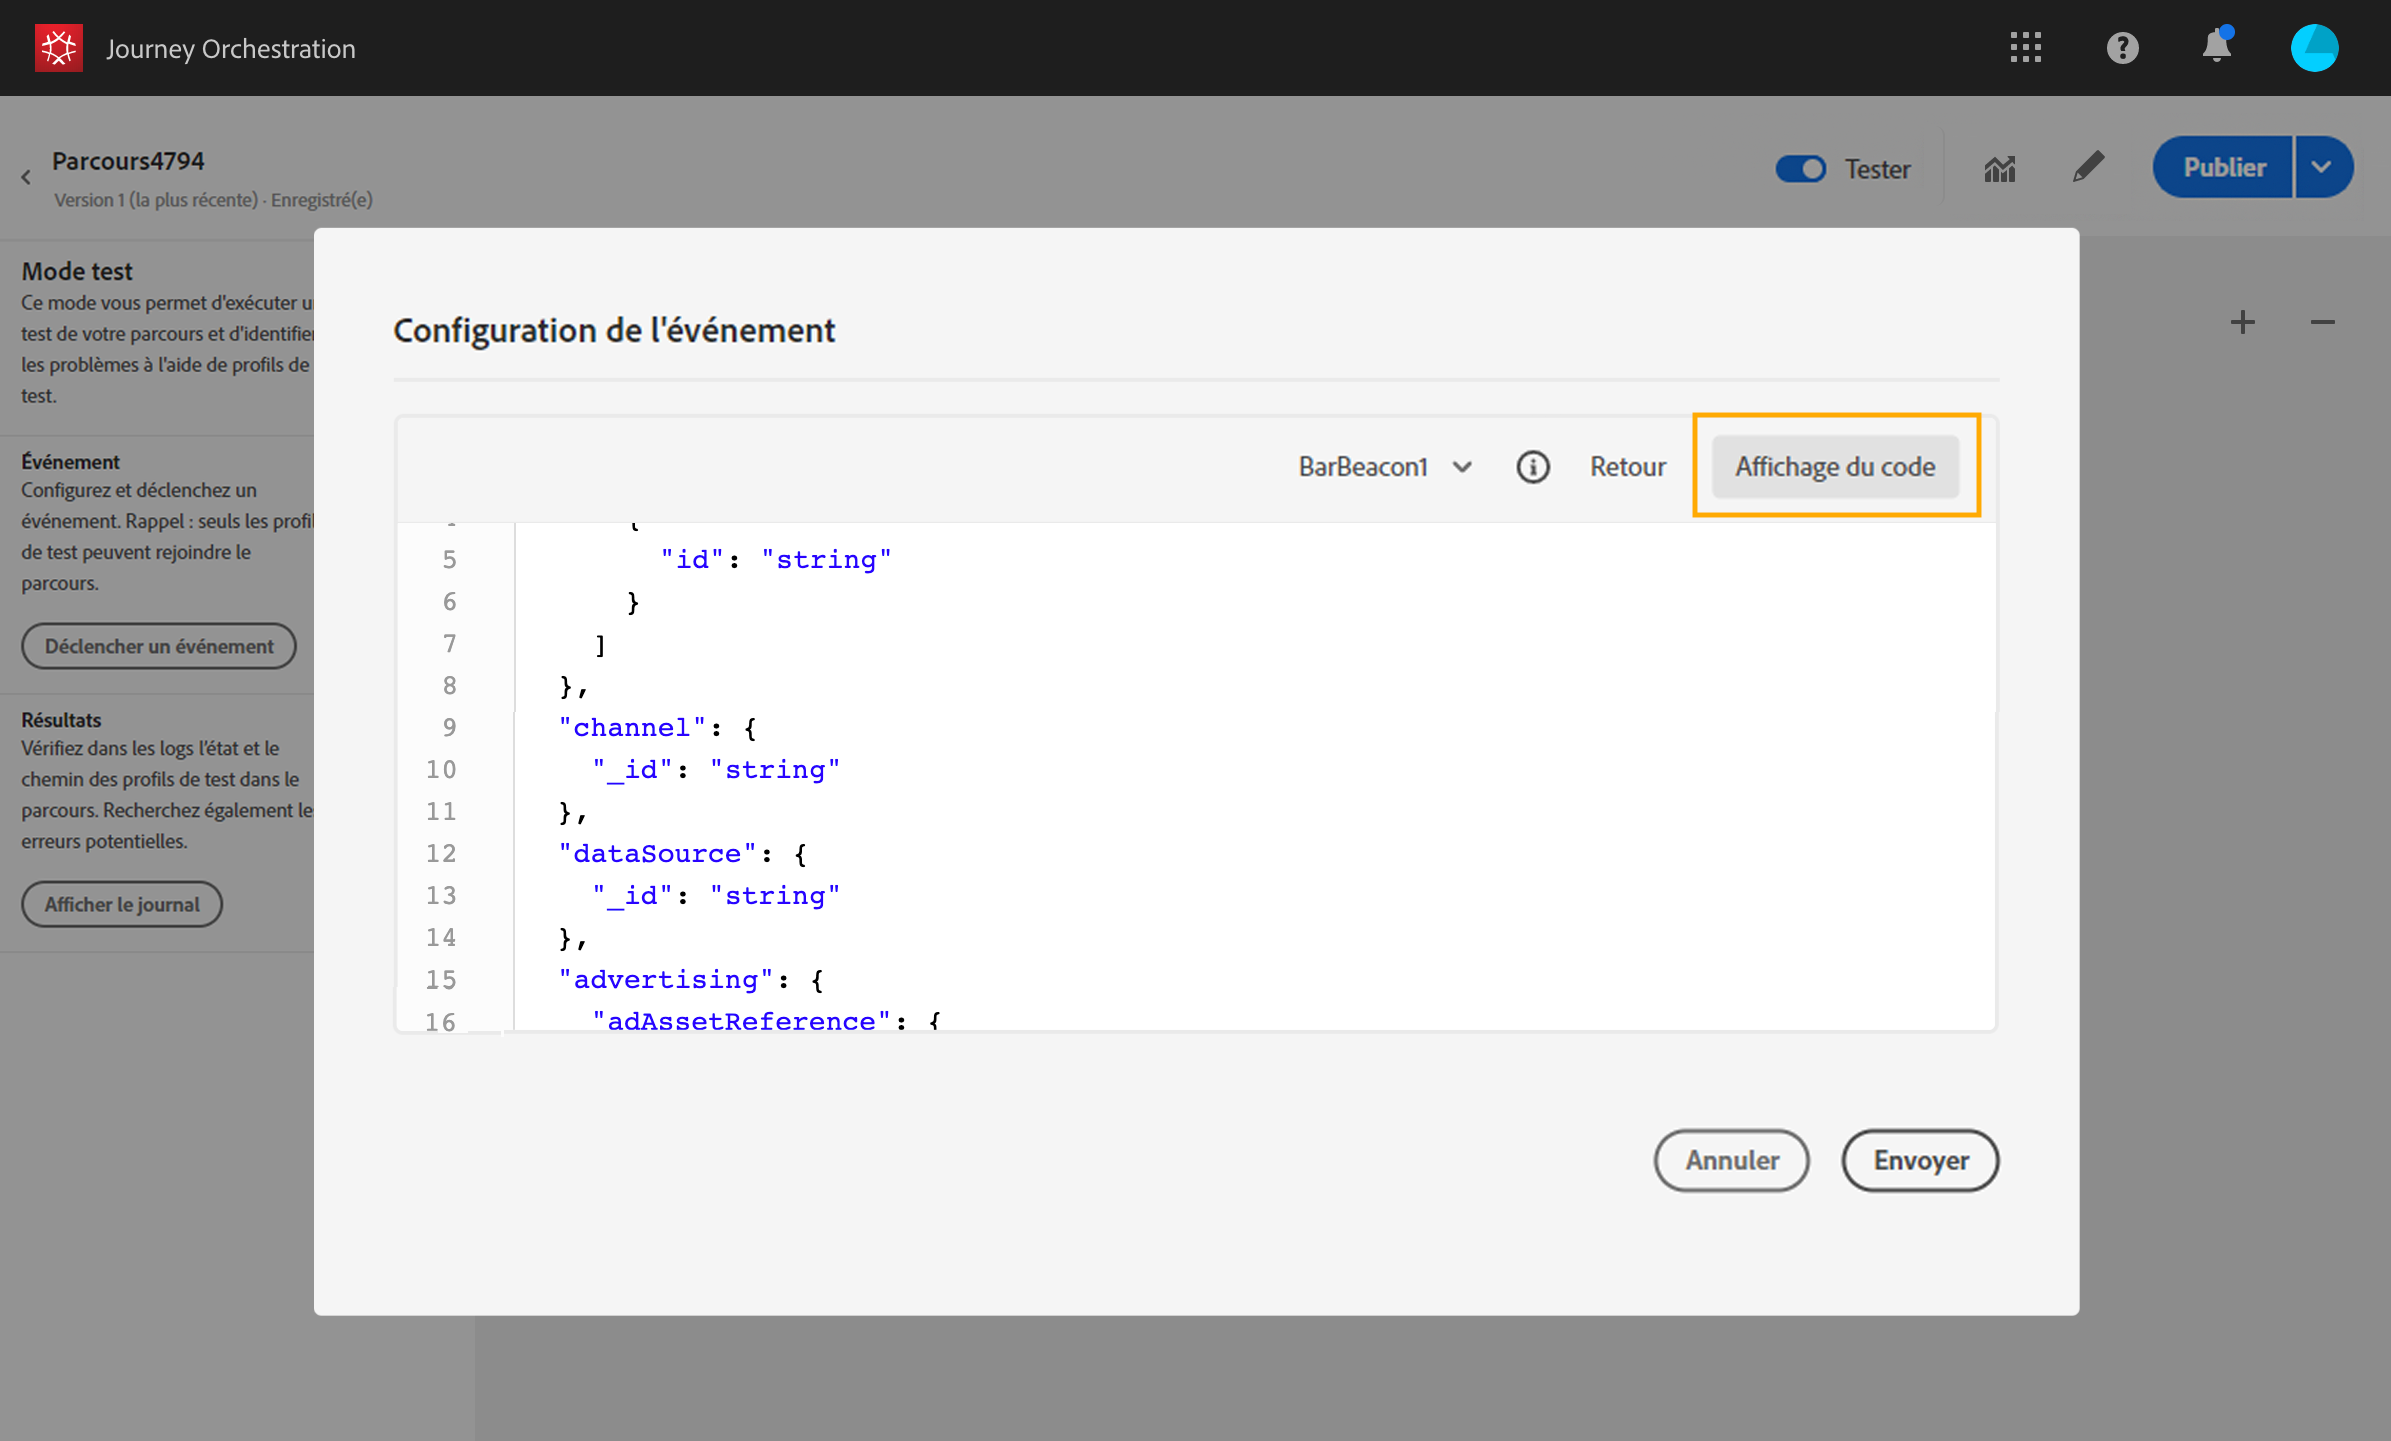 Journey Orchestration
Parcours4794
Version 1 (la plus récente) · Enregistré(e)
Tester
Publier
Mode test
Ce mode vous permet d'exécuter
test de votre parcours et d'identifier
les problèmes à l'aide de profils de
test.
Événement
Configurez et déclenchez un
événement. Rappel : seuls les
de test peuvent rejoindre le
parcours.
Déclencher un événement
Résultats
Vérifiez dans les logs l'état et le
chemin des profils de test dans le
parcours. Recherchez également le
erreurs potentielles.
Afficher le journal
Configuration de l'événement
BarBeacon1
Retour
Affichage du code
{
5 "id": "string"
6 }
7 ]
8 },
9 "channel": {
10 "_id": "string"
11 },
12 "dataSource": {
13 "_id": "string"
14 },
15 "advertising": {
16 "adAssetReference": {
Annuler
Envoyer